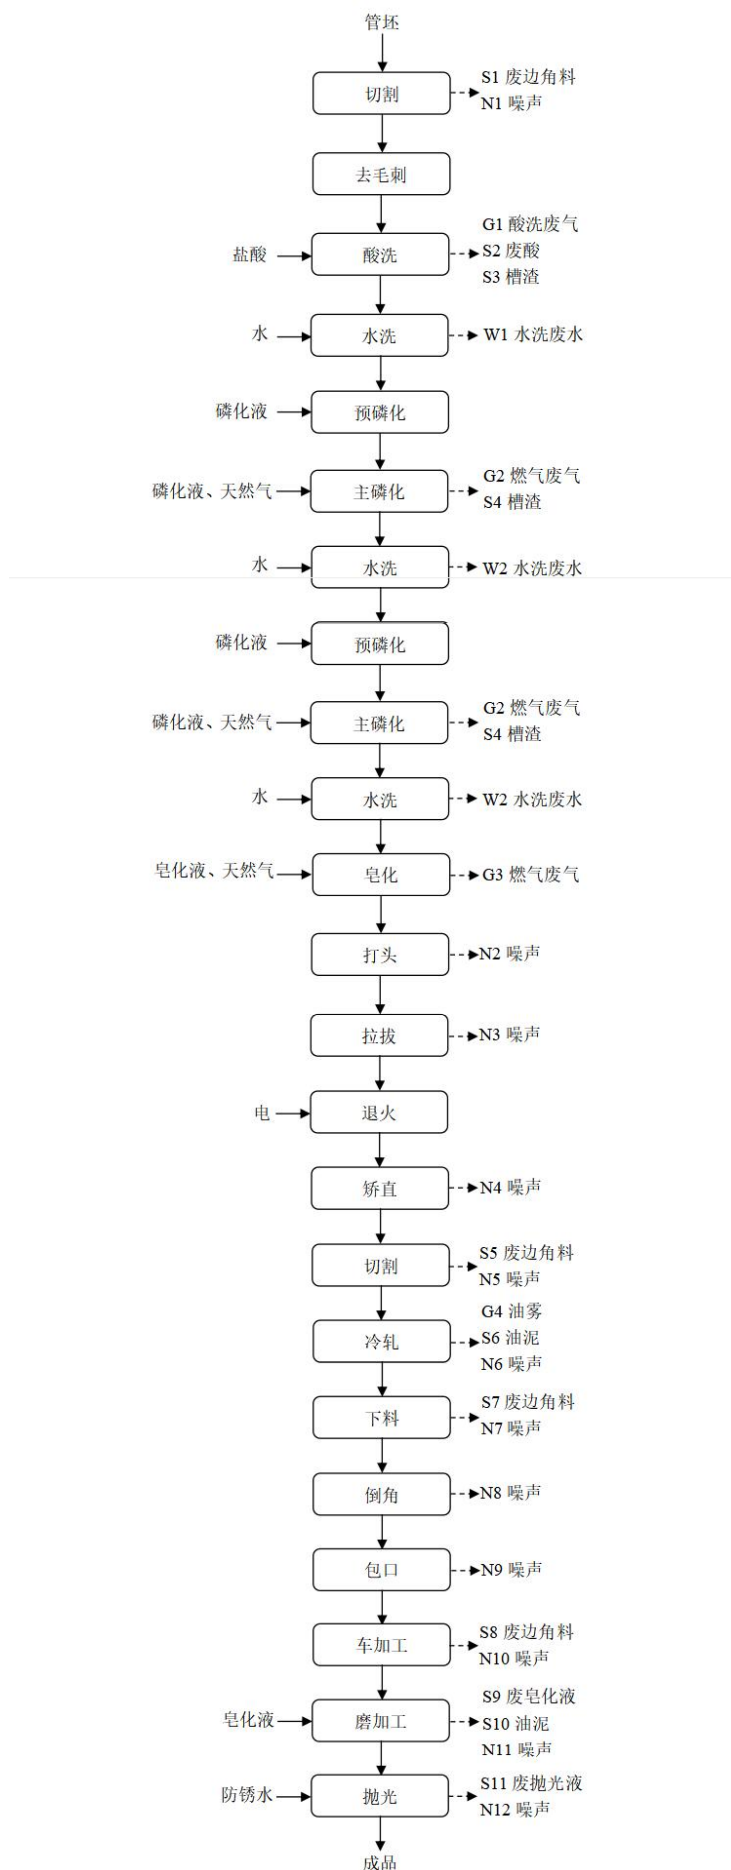 管坯
切割
S1 废边角料
N1 噪声
去毛刺
盐酸
酸洗
G1 酸洗废气
S2 废酸
S3 槽渣
水
水洗
W1 水洗废水
磷化液
预磷化
磷化液、天然气
主磷化
G2 燃气废气
S4 槽渣
水
水洗
W2 水洗废水
磷化液
预磷化
磷化液、天然气
主磷化
G2 燃气废气
S4 槽渣
水
水洗
W2 水洗废水
皂化液、天然气
皂化
G3 燃气废气
打头
N2 噪声
拉拔
N3 噪声
电
退火
矫直
N4 噪声
切割
S5 废边角料
N5 噪声
冷轧
G4 油雾
S6 油泥
N6 噪声
下料
S7 废边角料
N7 噪声
倒角
N8 噪声
包口
N9 噪声
车加工
S8 废边角料
N10 噪声
皂化液
磨加工
S9 废皂化液
S10 油泥
N11 噪声
防锈水
抛光
S11 废抛光液
N12 噪声
成品